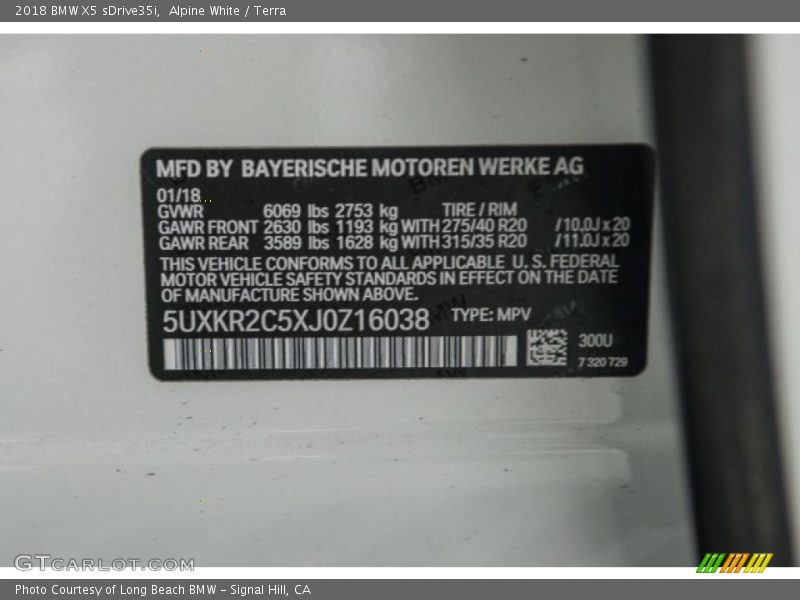 2018 BMW X5 sDrive35i, Alpine White / Terra
MFD BY BAYERISCHE MOTOREN WERKE AG
01/18
GVWR 6069 lbs 2753 kg TIRE / RIM
GAWR FRONT 2630 lbs 1193 kg WITH 275/40 R20 /10.0J x 20
GAWR REAR 3589 lbs 1628 kg WITH 315/35 R20 /11.0J x 20
THIS VEHICLE CONFORMS TO ALL APPLICABLE U. S. FEDERAL
MOTOR VEHICLE SAFETY STANDARDS IN EFFECT ON THE DATE
OF MANUFACTURE SHOWN ABOVE.
5UXKR2C5XJ0Z16038 TYPE: MPV
300U
7 320 729
GTCARLOT.COM
Photo Courtesy of Long Beach BMW - Signal Hill, CA